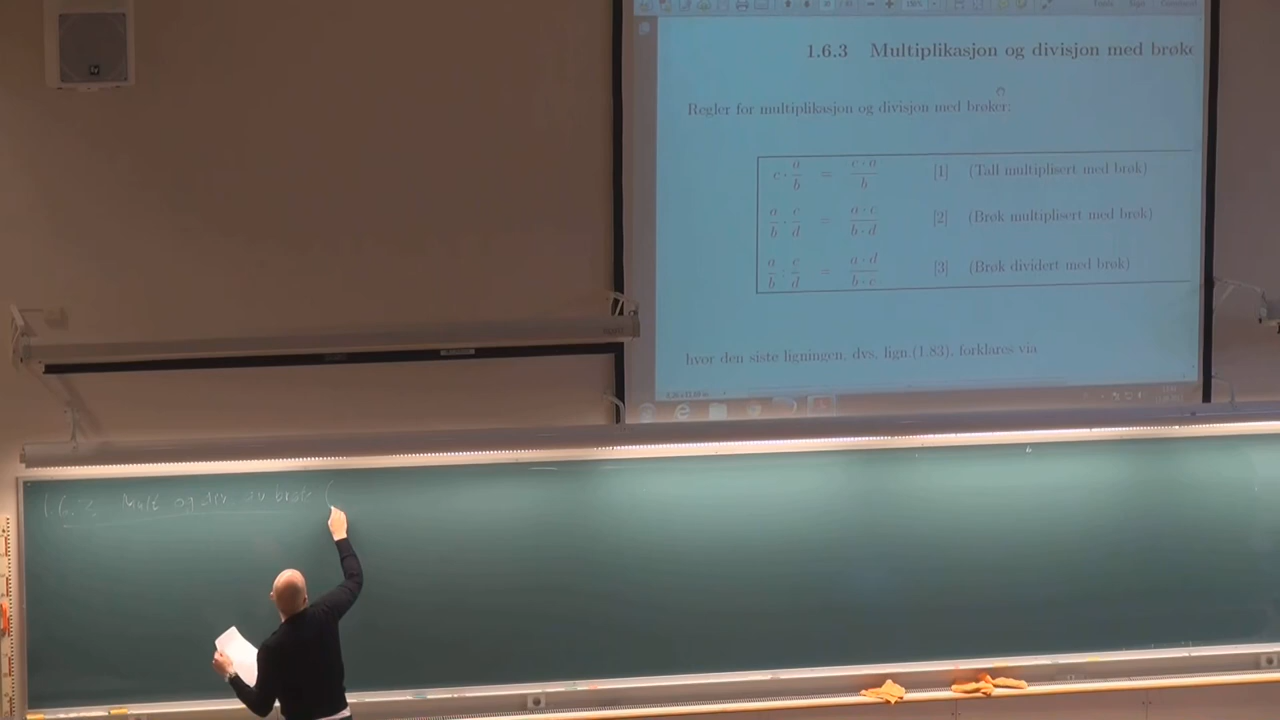 1.6.3 Multiplikasjon og divisjon med brøke
Regler for multiplikasjon og divisjon med brøker:
c · a/b = c · a/b [1] (Tall multiplisert med brøk)
a/b · c/d = a · c/b · d [2] (Brøk multiplisert med brøk)
a/b : c/d = a · d/b · c [3] (Brøk dividert med brøk)
hvor den siste ligningen, dvs. lign.(1.83), forklares via
1.6.3 Mult og div av brøk (